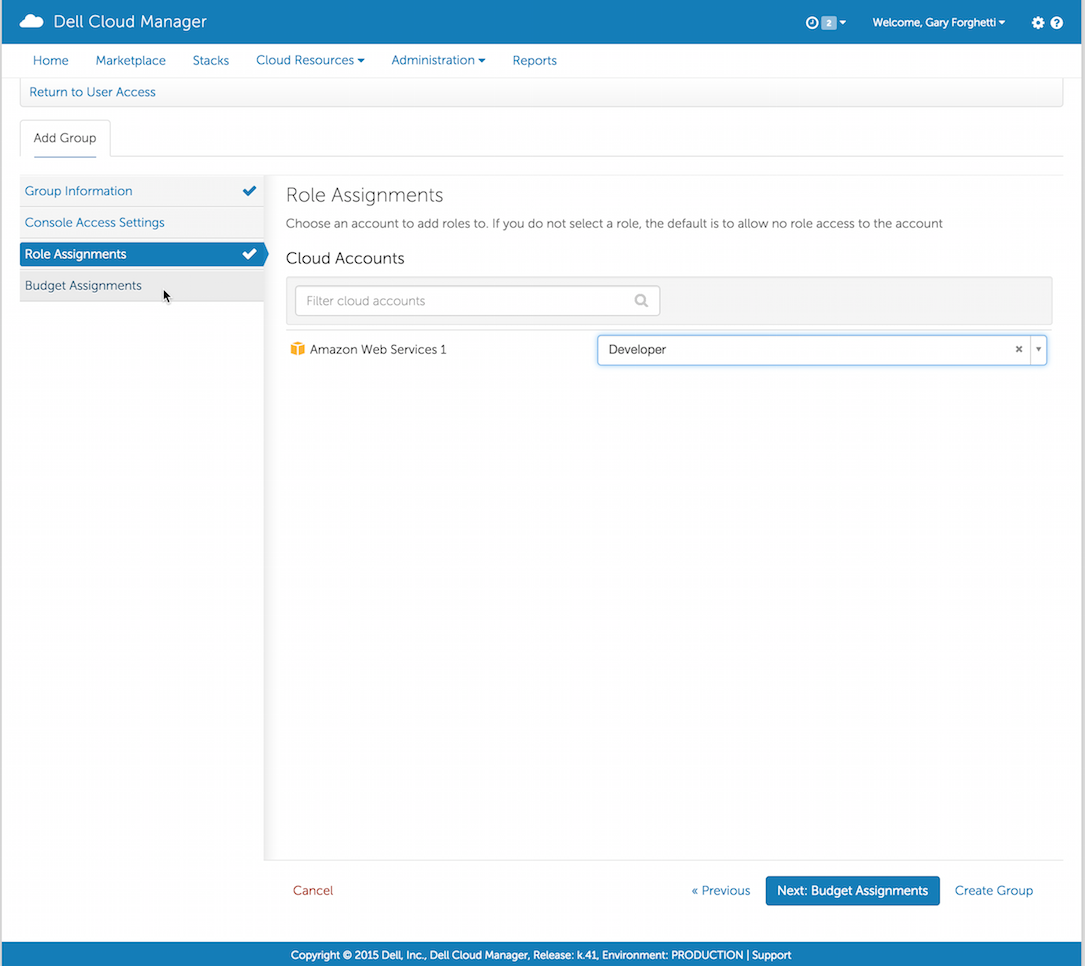 Dell Cloud Manager
2
Welcome, Gary Forghetti
Home Marketplace Stacks Cloud Resources Administration Reports
Return to User Access
Add Group
Group Information
Console Access Settings
Role Assignments
Budget Assignments
Role Assignments
Choose an account to add roles to. If you do not select a role, the default is to allow no role access to the account
Cloud Accounts
Filter cloud accounts
Amazon Web Services 1 Developer
Cancel « Previous Next: Budget Assignments Create Group
Copyright © 2015 Dell, Inc., Dell Cloud Manager, Release: k.41, Environment: PRODUCTION | Support